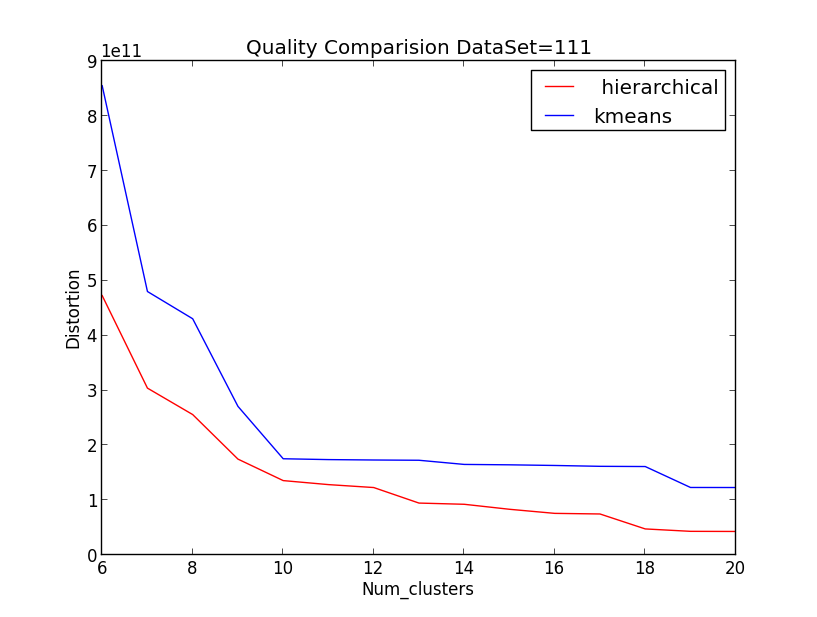 Quality Comparision DataSet=111
1e11
hierarchical
kmeans
9
8
7
6
5
4
3
2
1
0
Distortion
6 8 10 12 14 16 18 20
Num_clusters